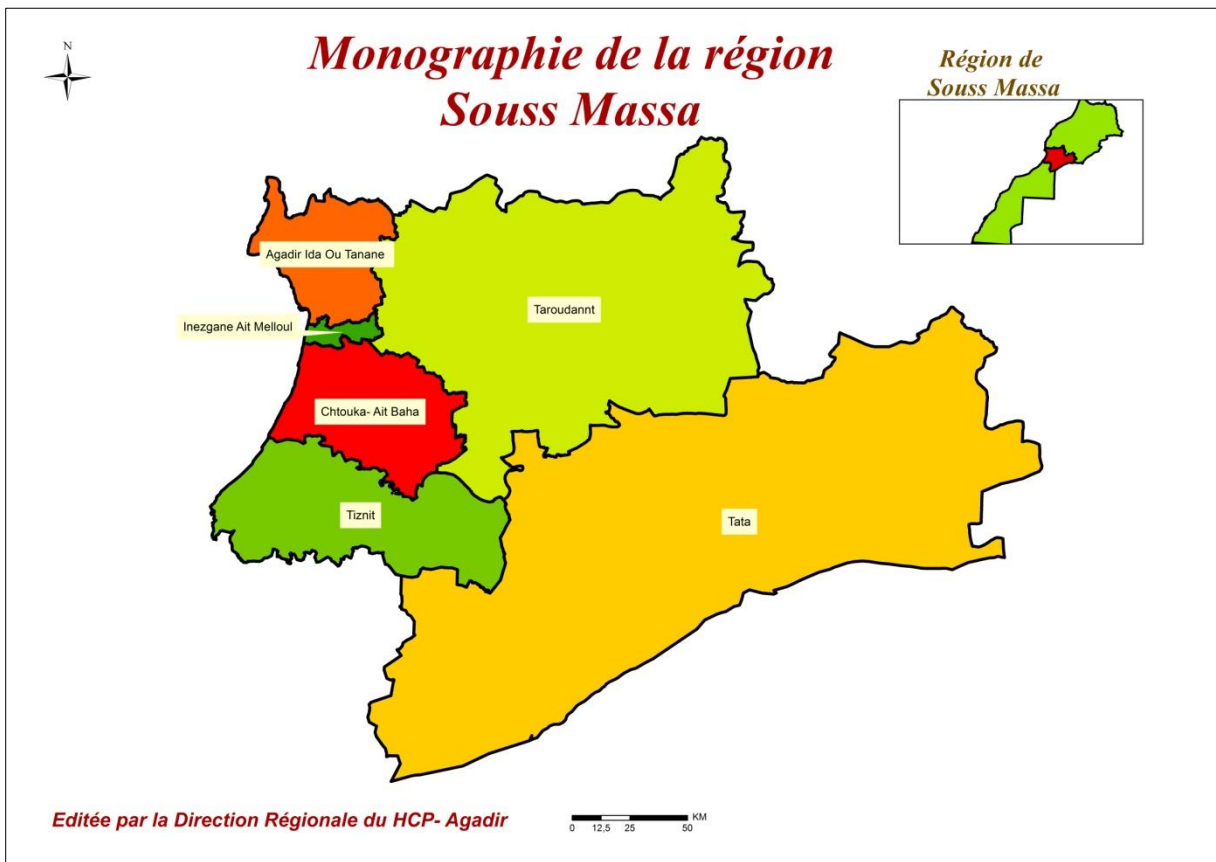 N
Monographie de la région
Souss Massa
Région de
Souss Massa
Agadir Ida Ou Tanane
Inezgane Ait Melloul
Taroudannt
Chtouka- Ait Baha
Tiznit
Tata
Editée par la Direction Régionale du HCP- Agadir
KM
0 12,5 25 50